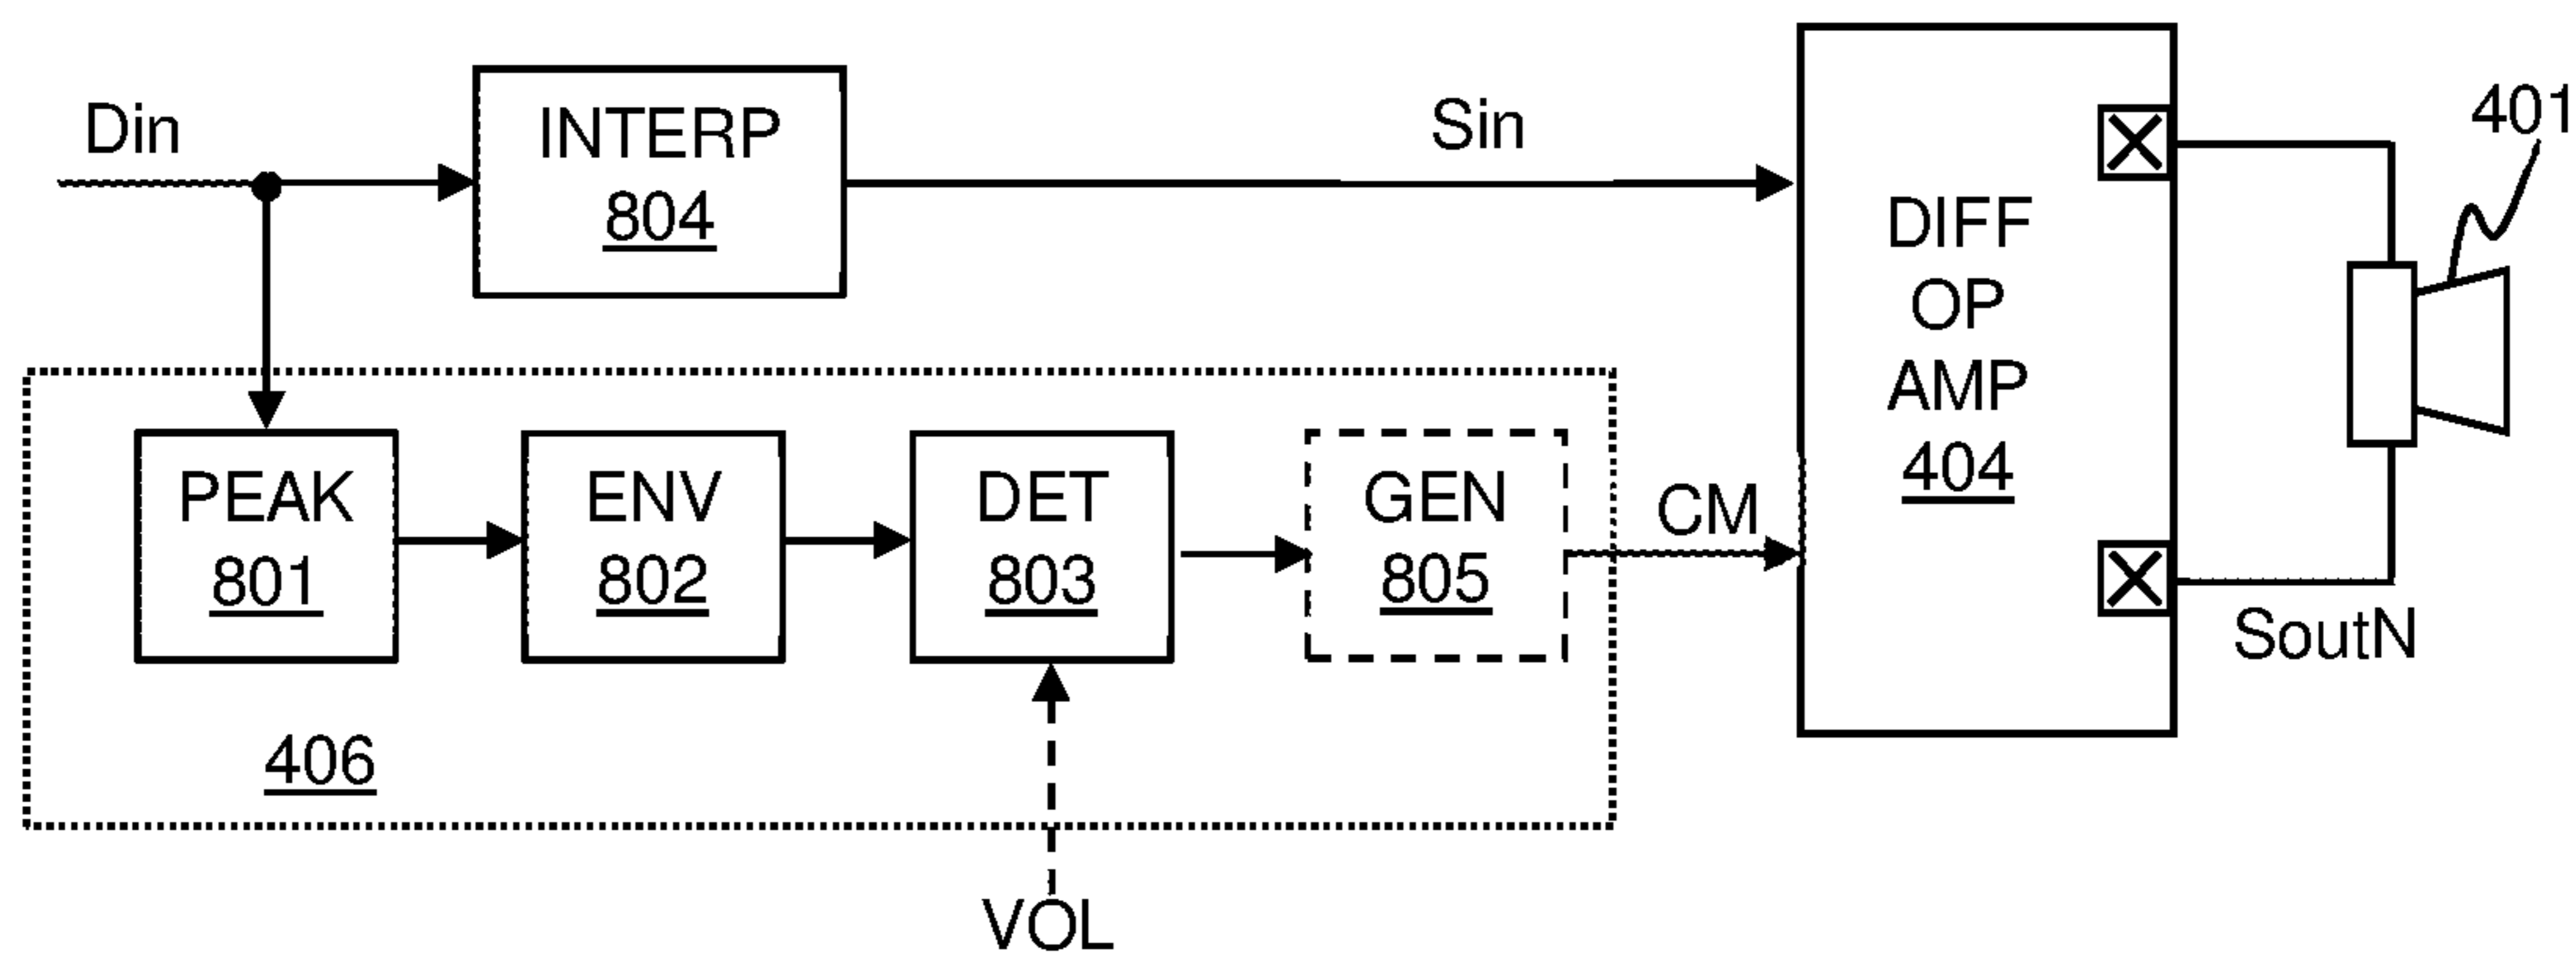 Din
INTERP
804
Sin
DIFF
OP
AMP
404
401
PEAK
801
ENV
802
DET
803
GEN
805
CM
SoutN
406
VOL